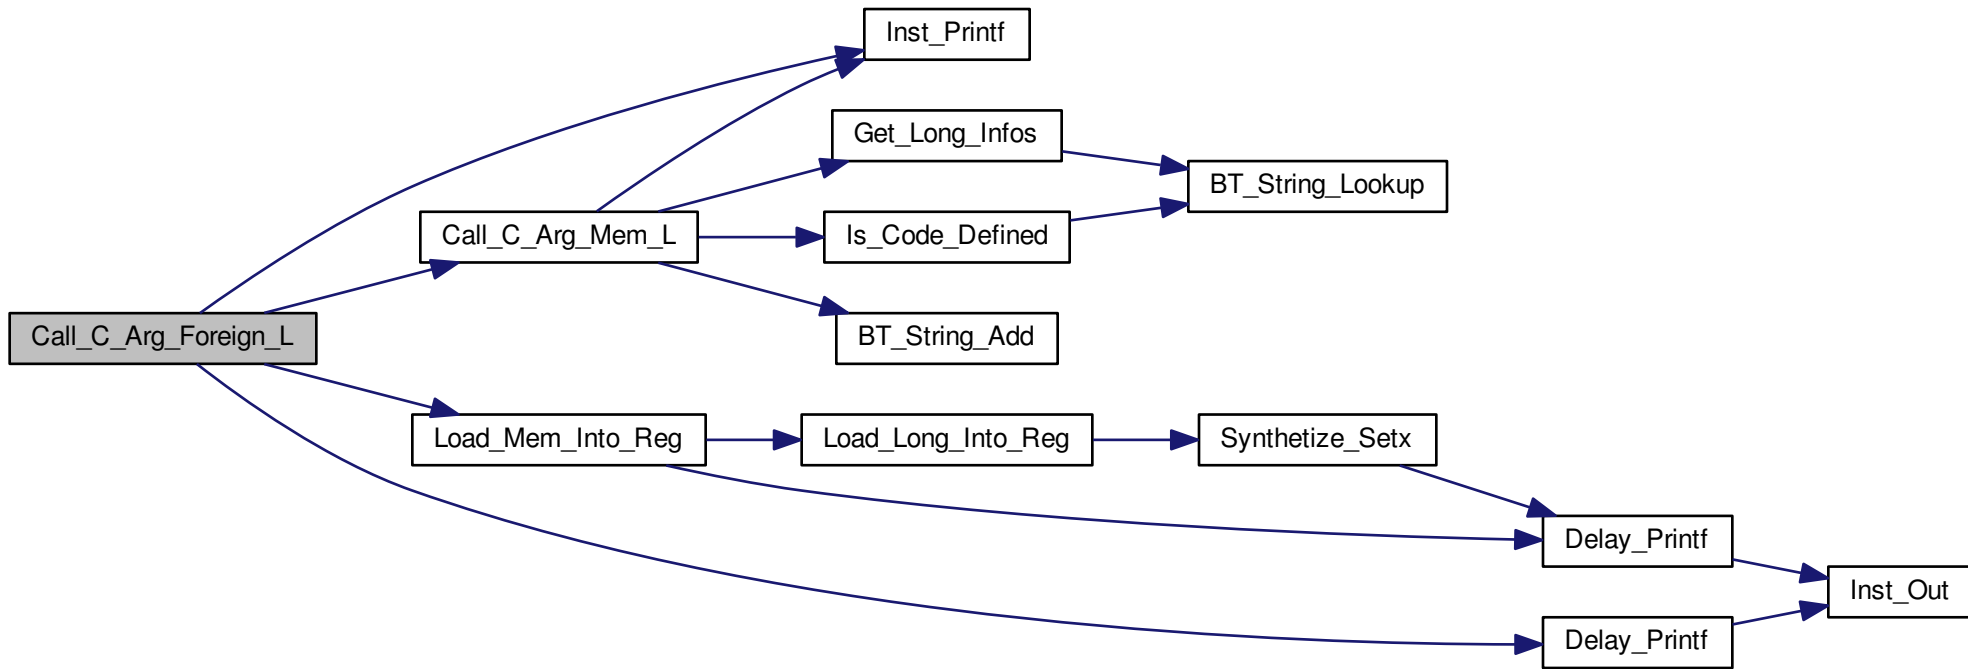 Inst_Printf
Get_Long_Infos
BT_String_Lookup
Call_C_Arg_Mem_L
Is_Code_Defined
Call_C_Arg_Foreign_L
BT_String_Add
Load_Mem_Into_Reg
Load_Long_Into_Reg
Synthetize_Setx
Delay_Printf
Inst_Out
Delay_Printf